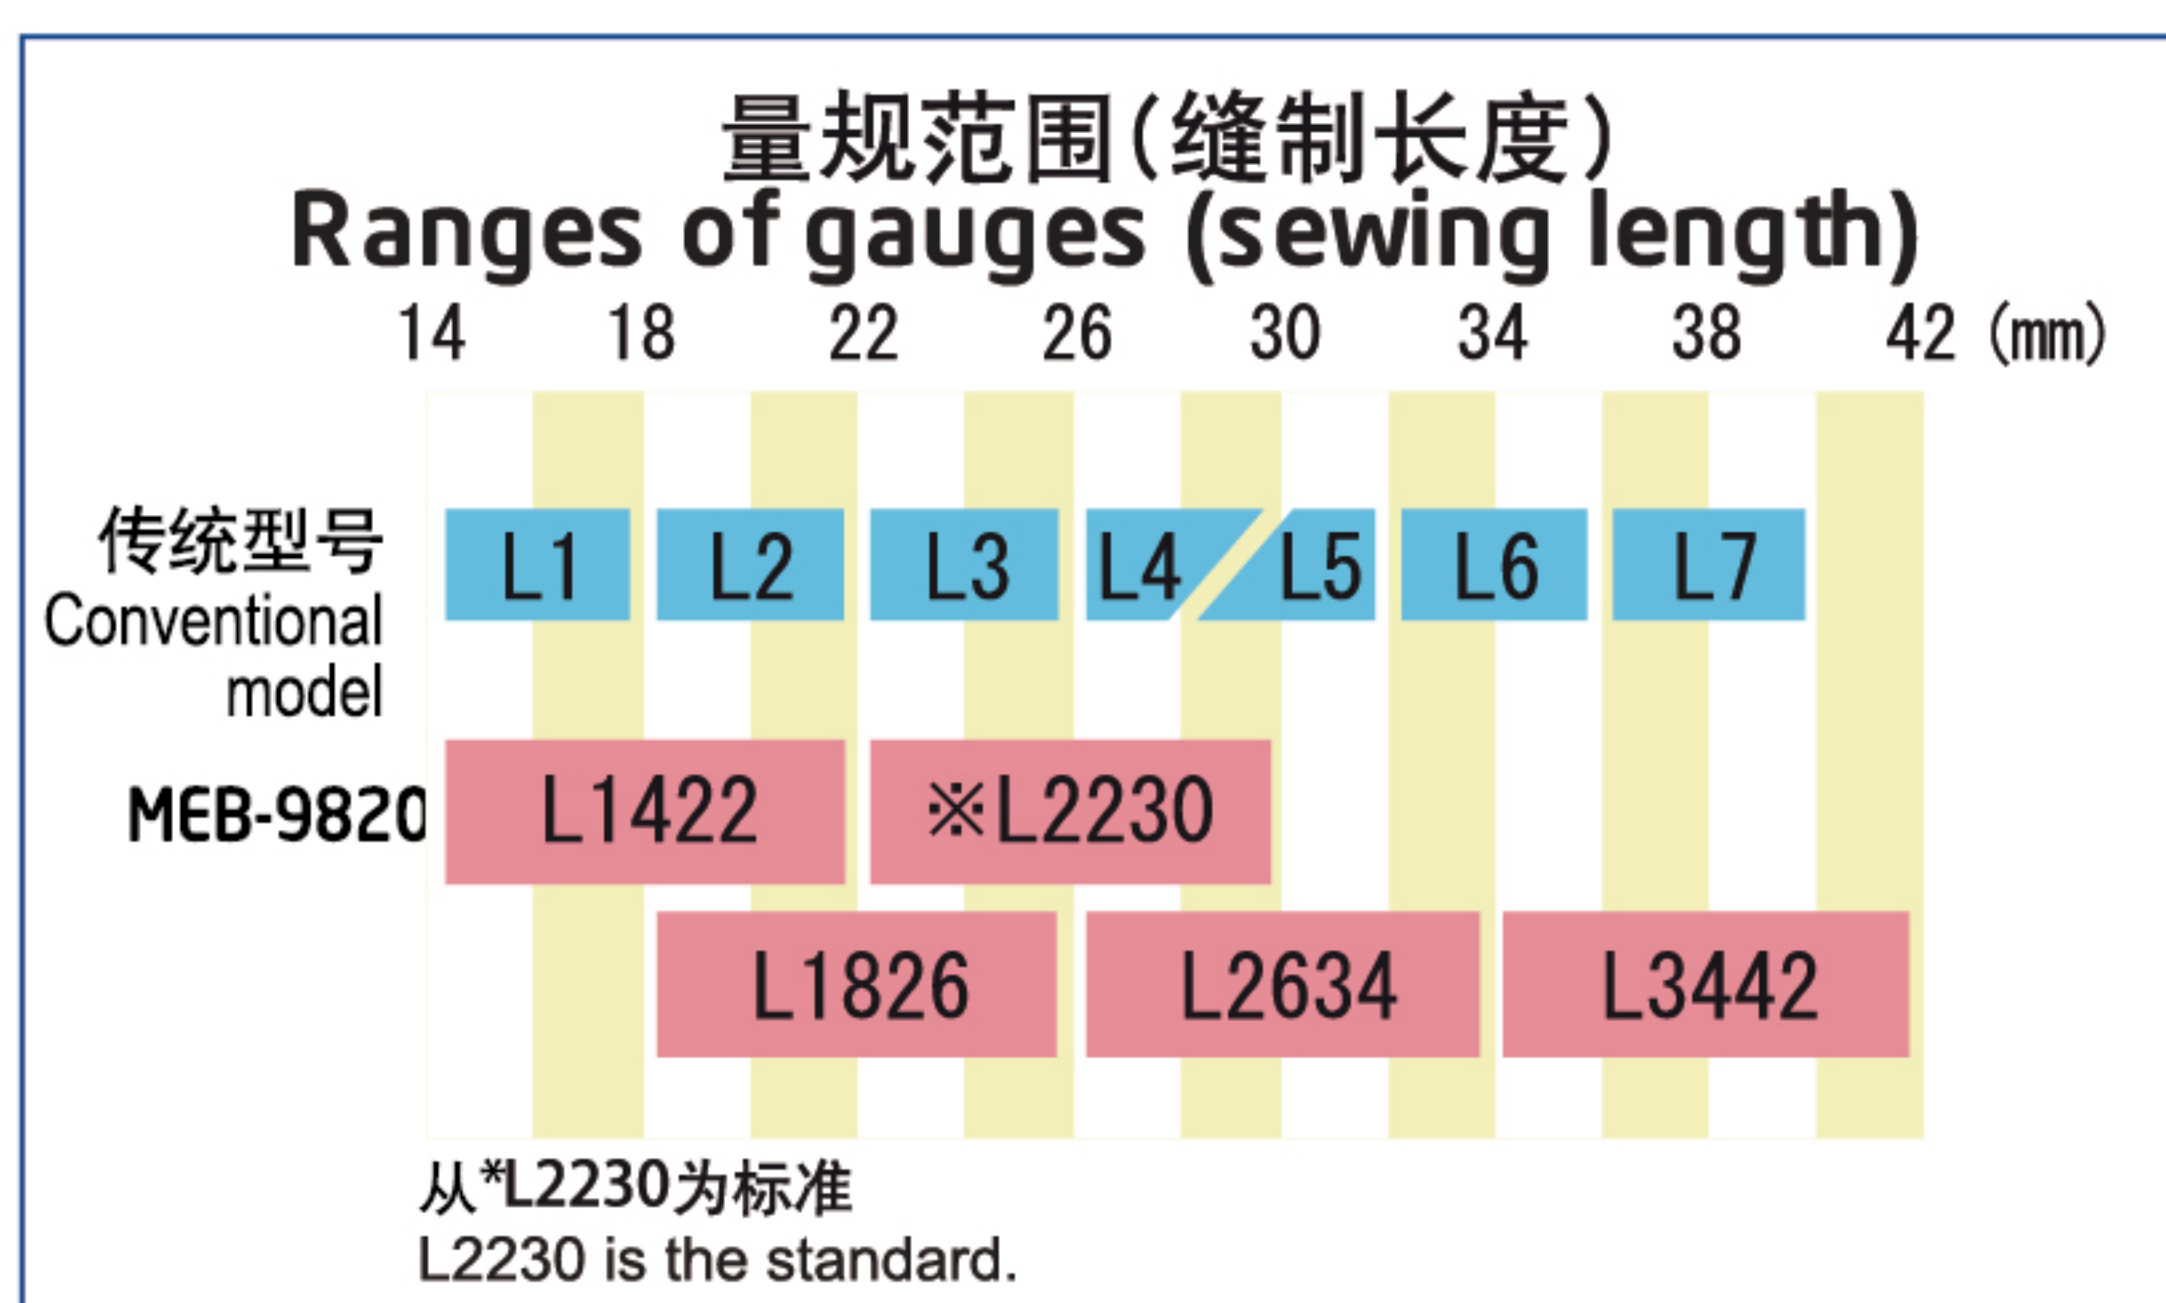 量规范围(缝制长度)
Ranges of gauges (sewing length)
14 18 22 26 30 34 38 42 (mm)
传统型号
Conventional
model
L1 L2 L3 L4 L5 L6 L7
MEB-9820
L1422 ※L2230
L1826 L2634 L3442
从*L2230为标准
L2230 is the standard.